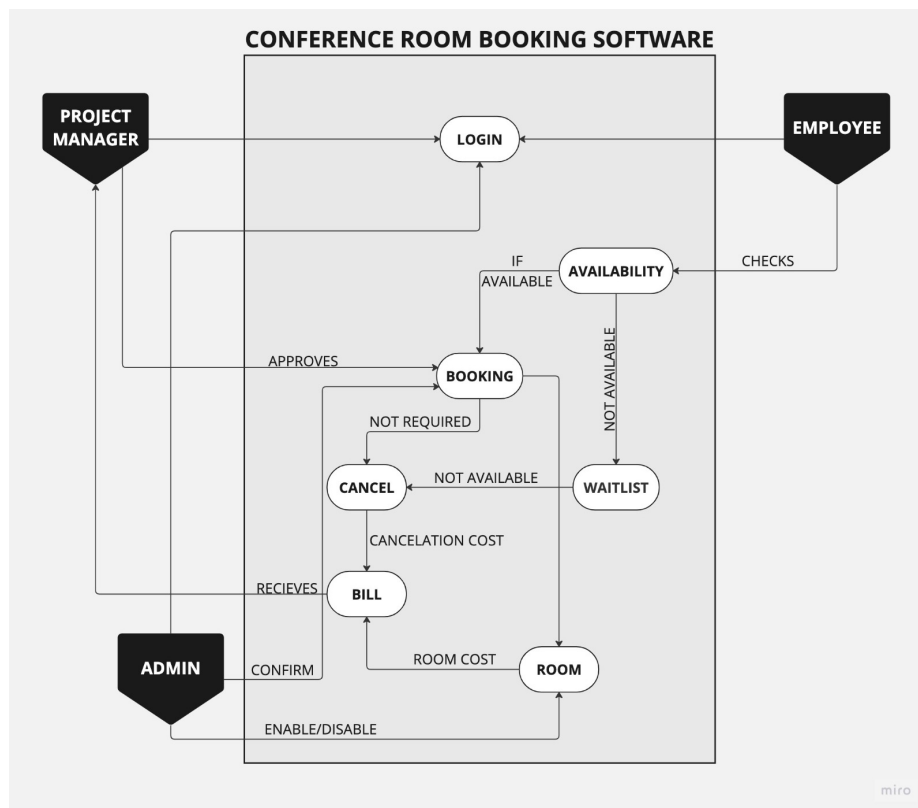 CONFERENCE ROOM BOOKING SOFTWARE
PROJECT
MANAGER
LOGIN
EMPLOYEE
IF
AVAILABLE
AVAILABILITY
CHECKS
NOT AVAILABLE
APPROVES
BOOKING
NOT REQUIRED
CANCEL
NOT AVAILABLE
WAITLIST
CANCELATION COST
RECIEVES
BILL
ADMIN
CONFIRM
ROOM COST
ROOM
ENABLE/DISABLE
miro